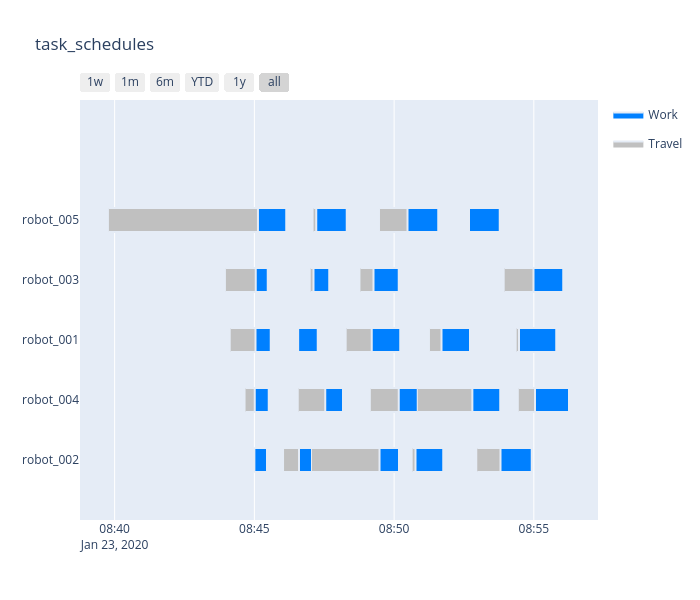 task_schedules
1w 1m 6m YTD 1y all
Work
Travel
robot_005
robot_003
robot_001
robot_004
robot_002
08:40 08:45 08:50 08:55
Jan 23, 2020